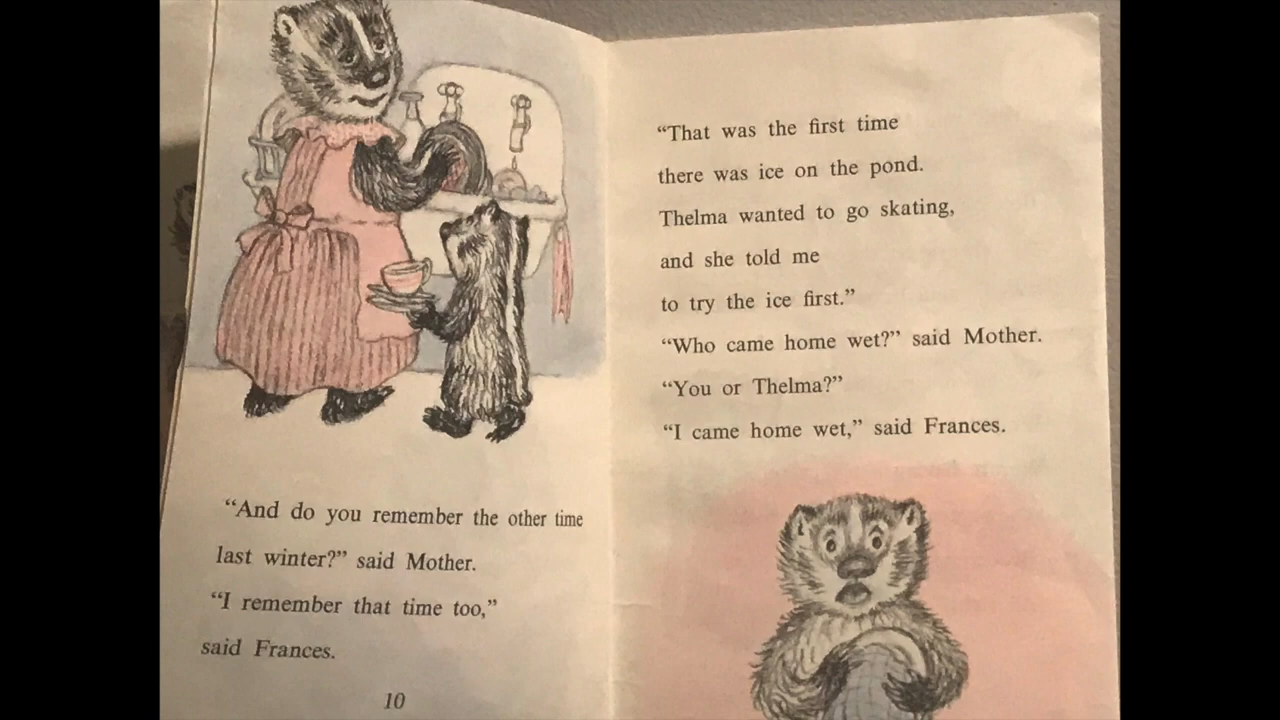 “And do you remember the other time
last winter?” said Mother.
“I remember that time too,”
said Frances.
10
“That was the first time
there was ice on the pond.
Thelma wanted to go skating,
and she told me
to try the ice first.”
“Who came home wet?” said Mother.
“You or Thelma?”
“I came home wet,” said Frances.